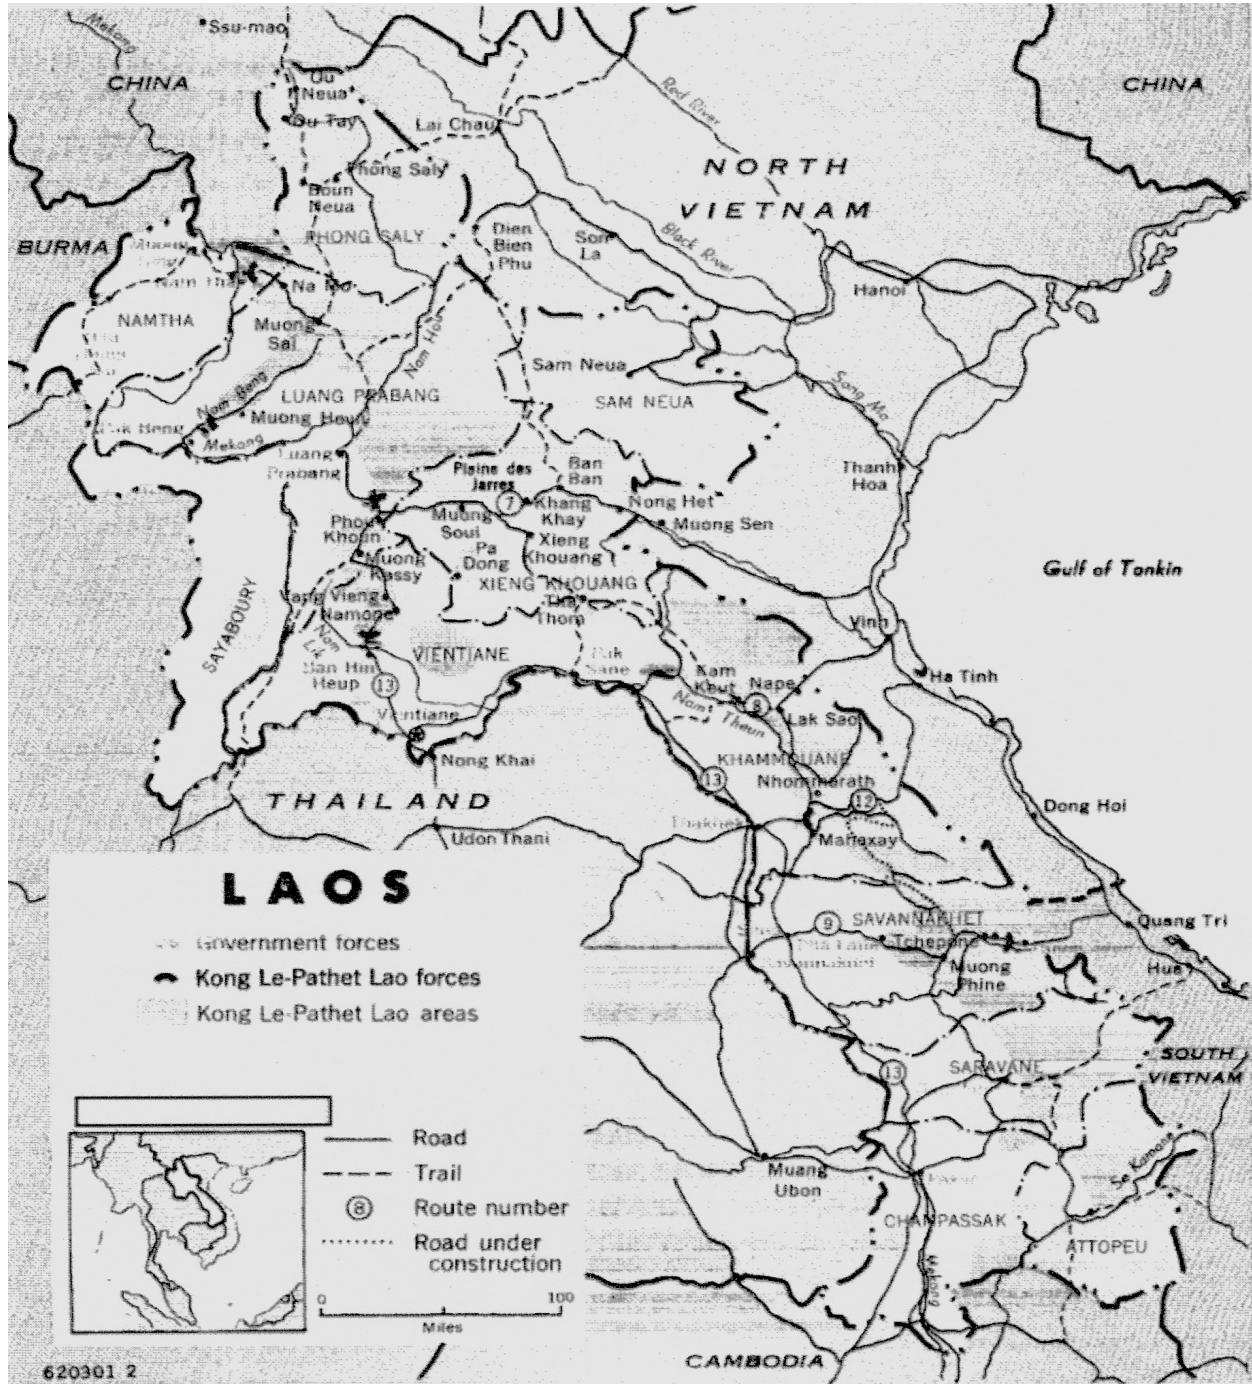 Mekong
Ssu-mao
CHINA
CHINA
Ou
Neua
Ou Tay
Lai Chau
Red River
Phong Saly
NORTH
VIETNAM
Boun
Neua
BURMA
PHONG SALY
Dien
Bien
Phu
Son
La
Black River
Nam Tha
Na Mo
Hanoi
NAMTHA
Muong
Sai
Nam Hou
Sam Neua
Nam Beng
LUANG PRABANG
SAM NEUA
Song Ma
Muong Houn
Mekong
Luang
Prabang
Plaine des
Jarres
Ban
Ban
Thanh
Hoa
7
Khang
Khay
Nong Het
Muong
Soui
Muong Sen
Phou
Khoun
Xieng
Khouang
Pa
Dong
Muong
Kassy
XIENG KHOUANG
Gulf of Tonkin
Vang Vieng
Namone
Tha
Thom
SAYABOURY
Nam
Lik
Vinh
VIENTIANE
Sane
Ban Hin
Heup
13
Kam
Keut
Nape
Ha Tinh
Nam Theun
8
Lak Sao
Vientiane
Nong Khai
KHAMMOUANE
13
Nhommarath
THAILAND
12
Dong Hoi
Udon Thani
Thakhek
Mahaxay
LAOS
9
SAVANNAKHET
Quang Tri
Tchepone
Government forces
Muong
Phine
Hue
Kong Le-Pathet Lao forces
Kong Le-Pathet Lao areas
SOUTH
VIETNAM
13
SARAVANE
Road
Trail
Muang
Ubon
Se Kamane
8
Route number
CHAMPASSAK
Road under
construction
ATTOPEU
Mekong
0
100
Miles
CAMBODIA
620301 2